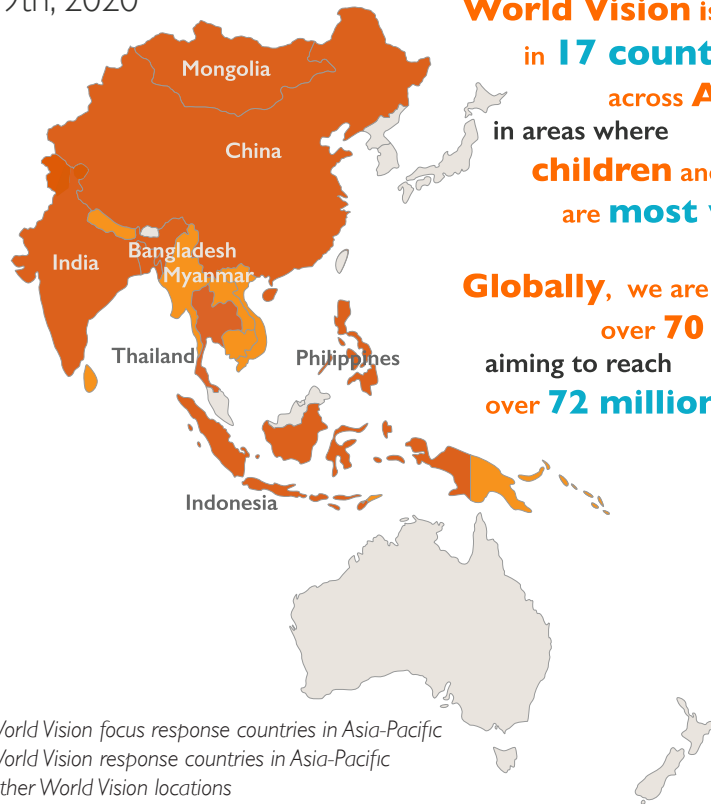 9th, 2020
World Vision is
in 17 count
across A
in areas where
children and
are most v
Globally, we are
over 70
aiming to reach
over 72 million
Mongolia
China
Bangladesh
India
Myanmar
Thailand
Philippines
Indonesia
World Vision focus response countries in Asia-Pacific
World Vision response countries in Asia-Pacific
ther World Vision locations